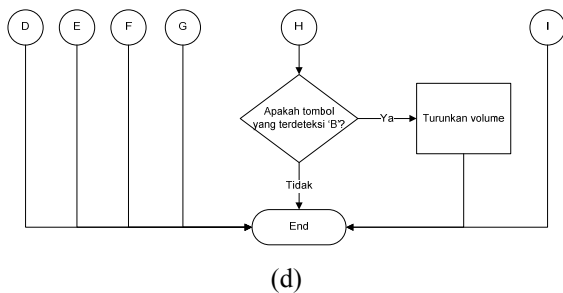 D E F G H I
Apakah tombol
yang terdeteksi ‘B’?
Ya
Turunkan volume
Tidak
End
(d)